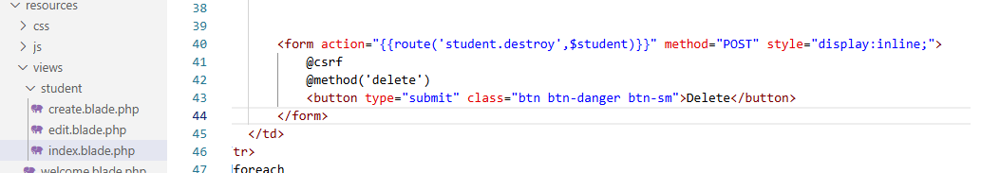 resources
css
js
views
student
create.blade.php
edit.blade.php
index.blade.php
welcome.blade.php
38
39
40 <form action="{{route('student.destroy',$student)}}" method="POST" style="display:inline;">
41 @csrf
42 @method('delete')
43 <button type="submit" class="btn btn-danger btn-sm">Delete</button>
44 </form>
45 </td>
46 tr>
47 foreach